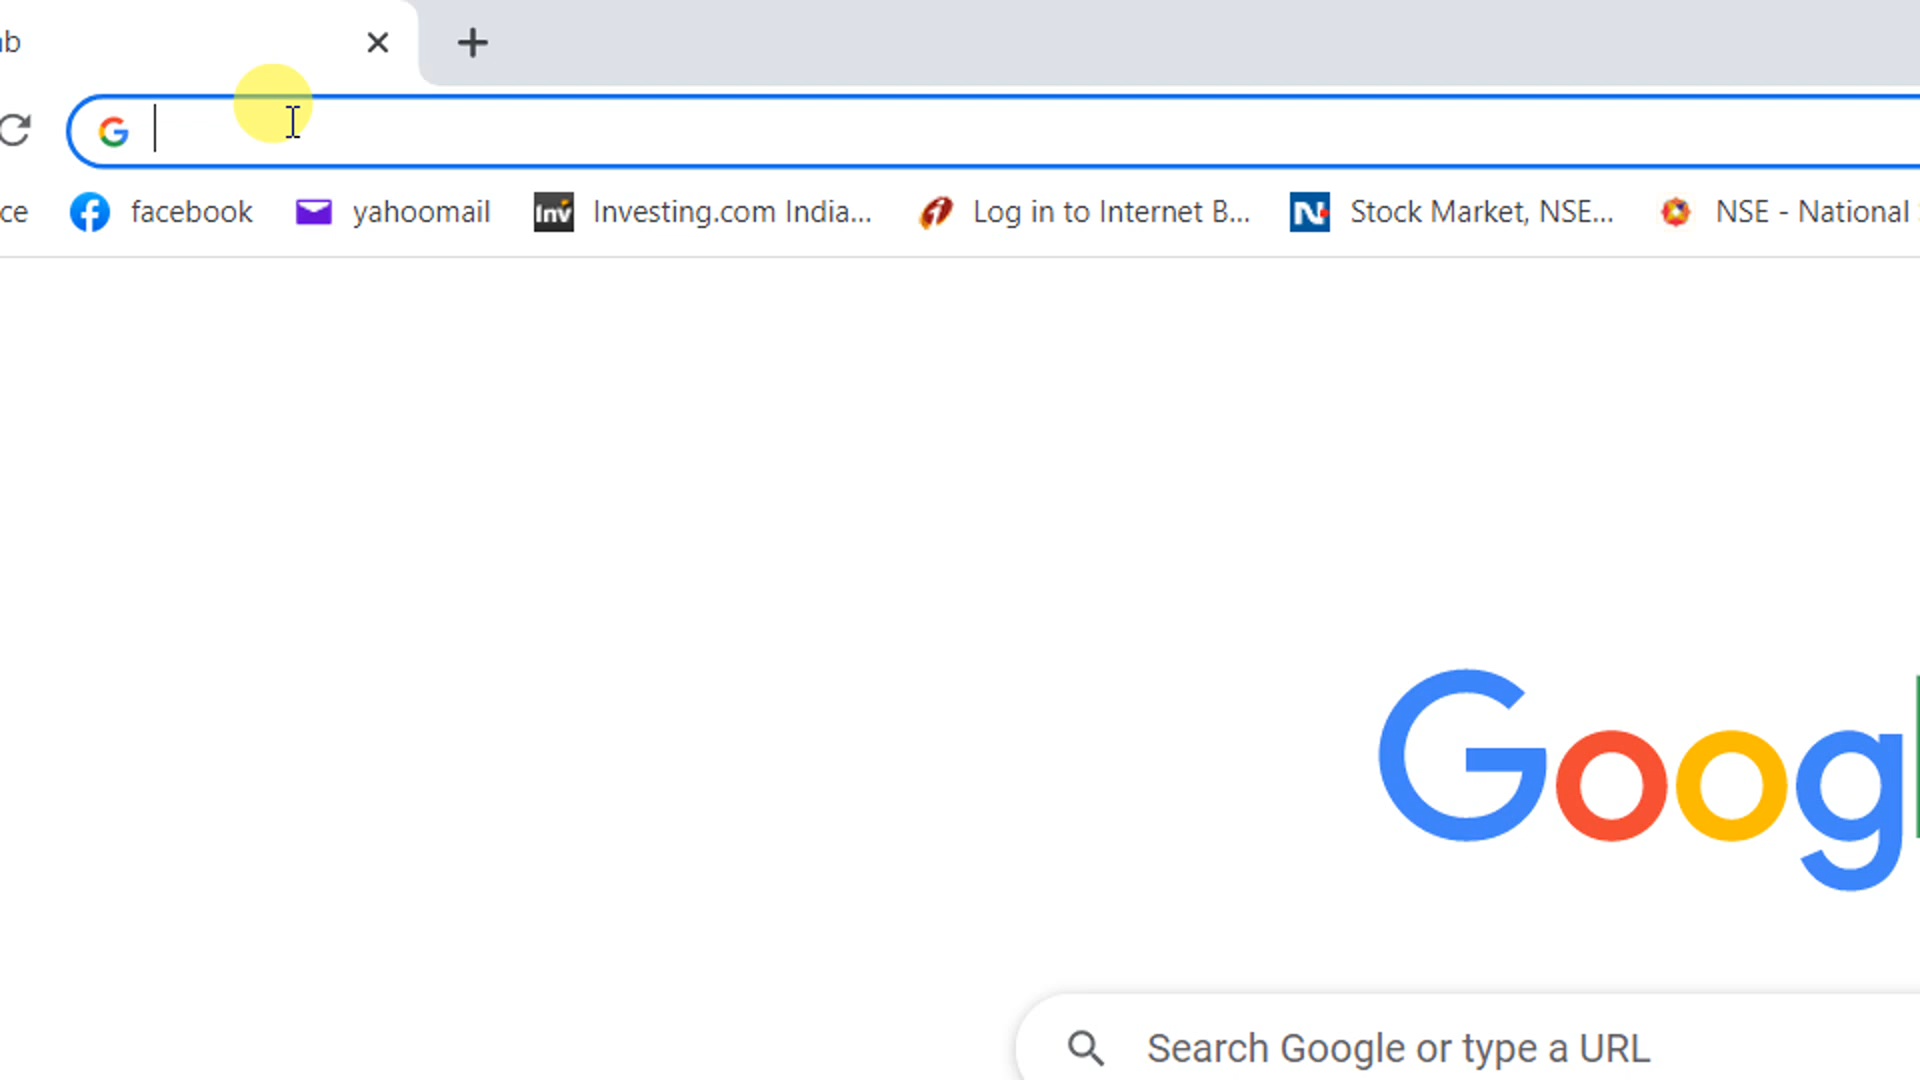 ab
ce facebook yahoomail Inv Investing.com India... Log in to Internet B... Stock Market, NSE... NSE - National
Goog
Search Google or type a URL